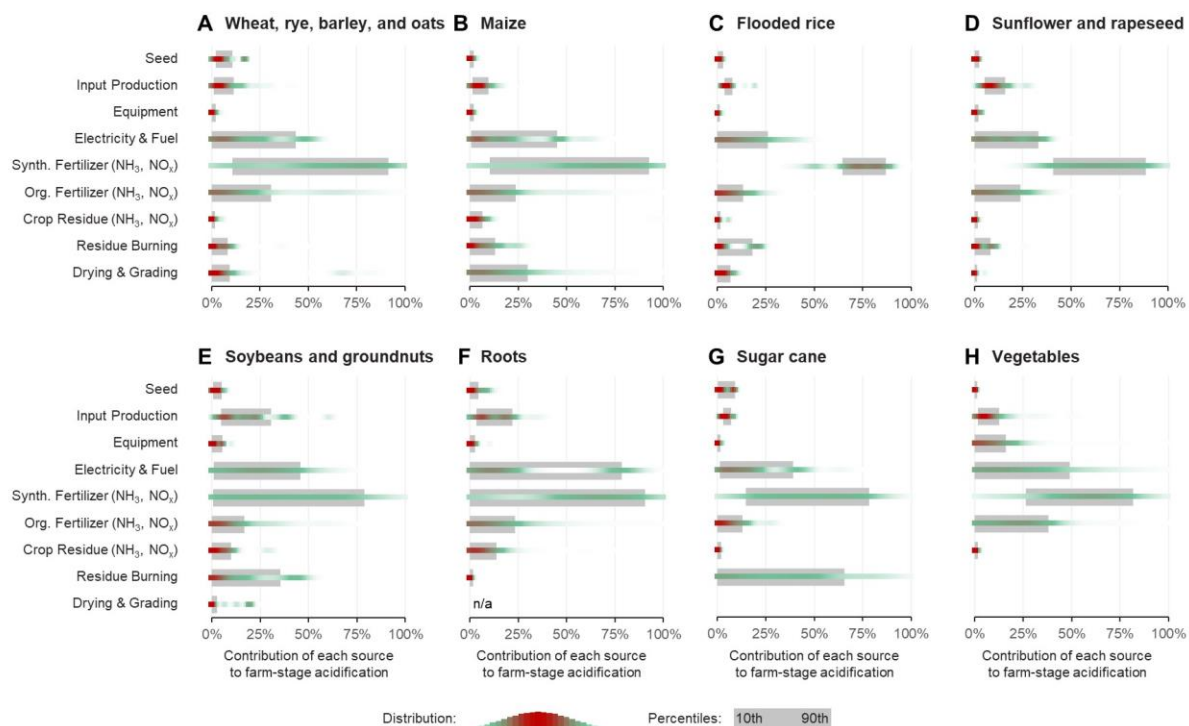 A Wheat, rye, barley, and oats
B Maize
C Flooded rice
D Sunflower and rapeseed
Seed
Input Production
Equipment
Electricity & Fuel
Synth. Fertilizer (NH₃, NOₓ)
Org. Fertilizer (NH₃, NOₓ)
Crop Residue (NH₃, NOₓ)
Residue Burning
Drying & Grading
0% 25% 50% 75% 100%
0% 25% 50% 75% 100%
0% 25% 50% 75% 100%
0% 25% 50% 75% 100%
E Soybeans and groundnuts
F Roots
G Sugar cane
H Vegetables
Seed
Input Production
Equipment
Electricity & Fuel
Synth. Fertilizer (NH₃, NOₓ)
Org. Fertilizer (NH₃, NOₓ)
Crop Residue (NH₃, NOₓ)
Residue Burning
Drying & Grading
n/a
0% 25% 50% 75% 100%
0% 25% 50% 75% 100%
0% 25% 50% 75% 100%
0% 25% 50% 75% 100%
Contribution of each source
to farm-stage acidification
Contribution of each source
to farm-stage acidification
Contribution of each source
to farm-stage acidification
Contribution of each source
to farm-stage acidification
Distribution:
Percentiles: 10th 90th